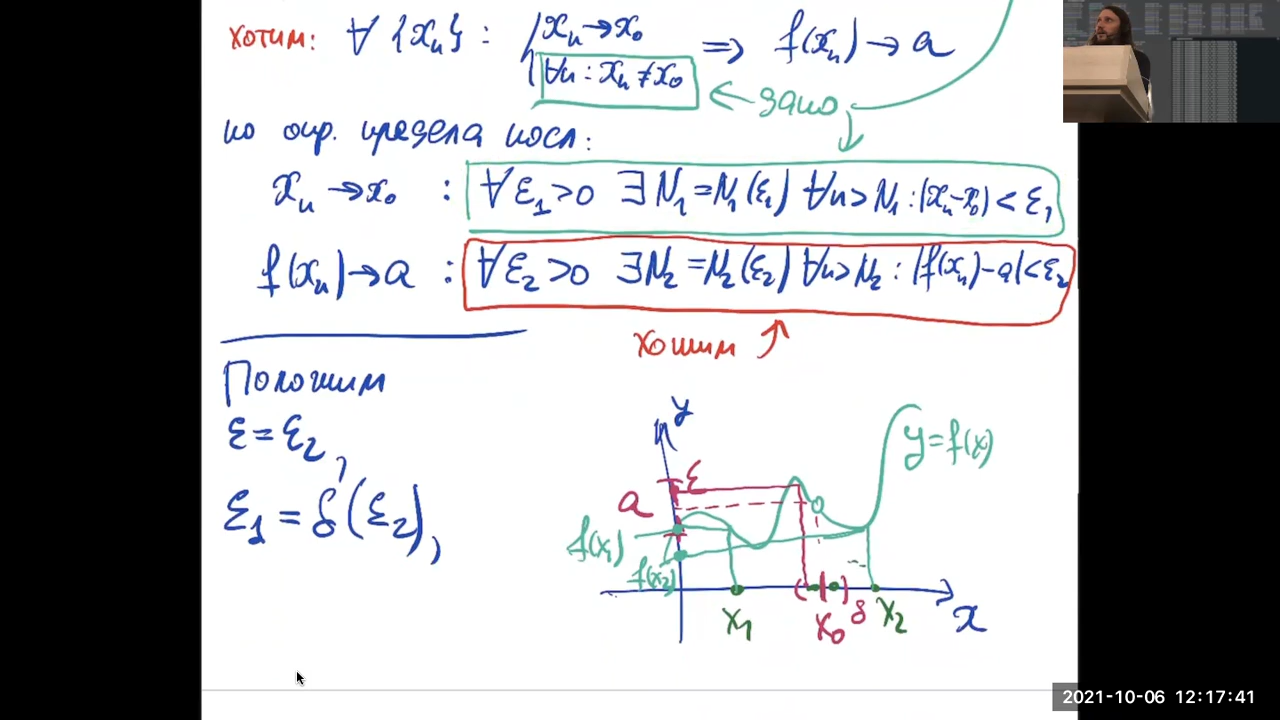 хотим: ∀ {xₙ} : { xₙ → x₀ ⇒ f(xₙ) → a
∀n : xₙ ≠ x₀
← дано
по опр. предела посл:
xₙ → x₀ : ∀ ε₁ > 0 ∃ N₁ = N₁(ε₁) ∀n > N₁ : |xₙ - x₀| < ε₁
f(xₙ) → a : ∀ ε₂ > 0 ∃ N₂ = N₂(ε₂) ∀n > N₂ : |f(xₙ) - a| < ε₂
хотим
Положим
ε = ε₂,
ε₁ = δ(ε₂),
y
y = f(x)
ε
a
f(x₁)
f(x₂)
x₁
x₀
δ
x₂
x
2021-10-06 12:17:41